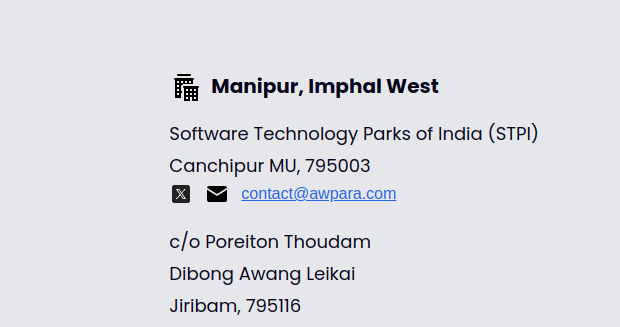 Manipur, Imphal West
Software Technology Parks of India (STPI)
Canchipur MU, 795003
contact@awpara.com
c/o Poreiton Thoudam
Dibong Awang Leikai
Jiribam, 795116